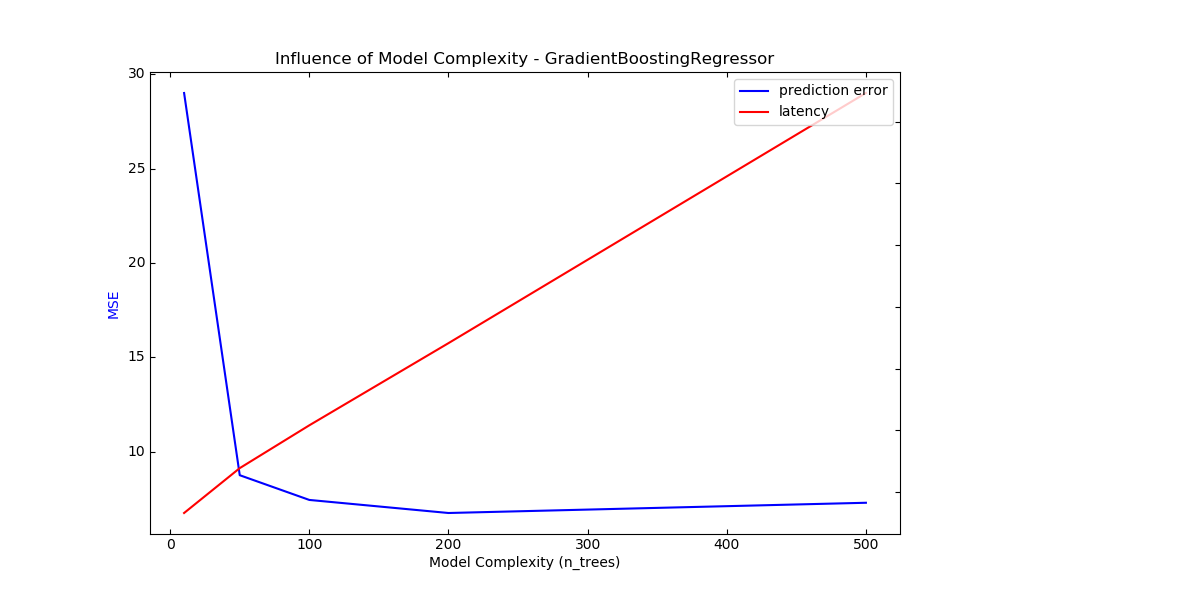 Influence of Model Complexity - GradientBoostingRegressor
prediction error
latency
30
25
20
15
10
MSE
0 100 200 300 400 500
Model Complexity (n_trees)